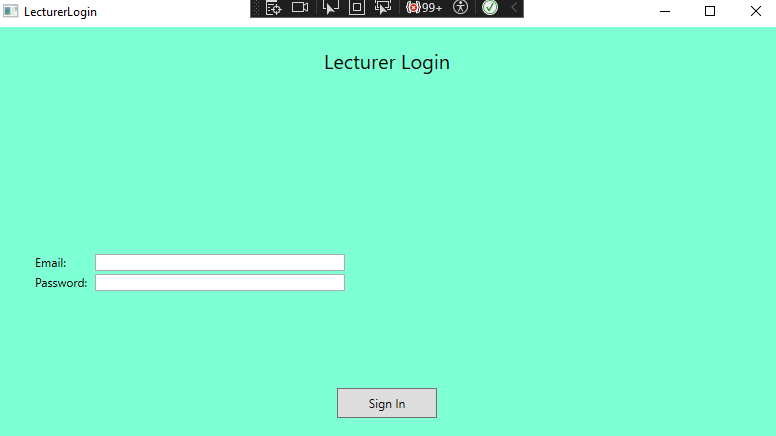 LecturerLogin
99+
Lecturer Login
Email:
Password:
Sign In